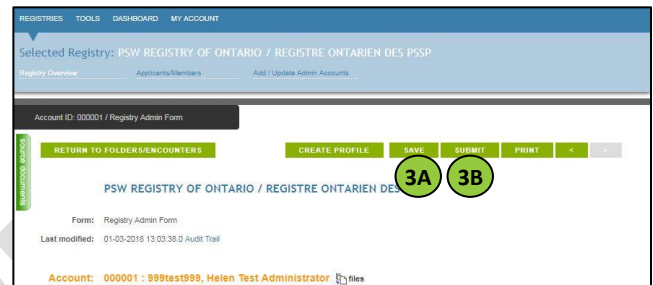 REGISTRIES TOOLS DASHBOARD MY ACCOUNT
Selected Registry: PSW REGISTRY OF ONTARIO / REGISTRE ONTARIEN DES PSSP
Registry Overview Applicants/Members Add / Update Admin Accounts
Account ID: 000001 / Registry Admin Form
source documents
RETURN TO FOLDERS/ENCOUNTERS CREATE PROFILE SAVE SUBMIT PRINT < >
3A 3B
PSW REGISTRY OF ONTARIO / REGISTRE ONTARIEN DES
Form: Registry Admin Form
Last modified: 01-03-2018 13:03:38.0 Audit Trail
Account: 000001 : 999test999, Helen Test Administrator files